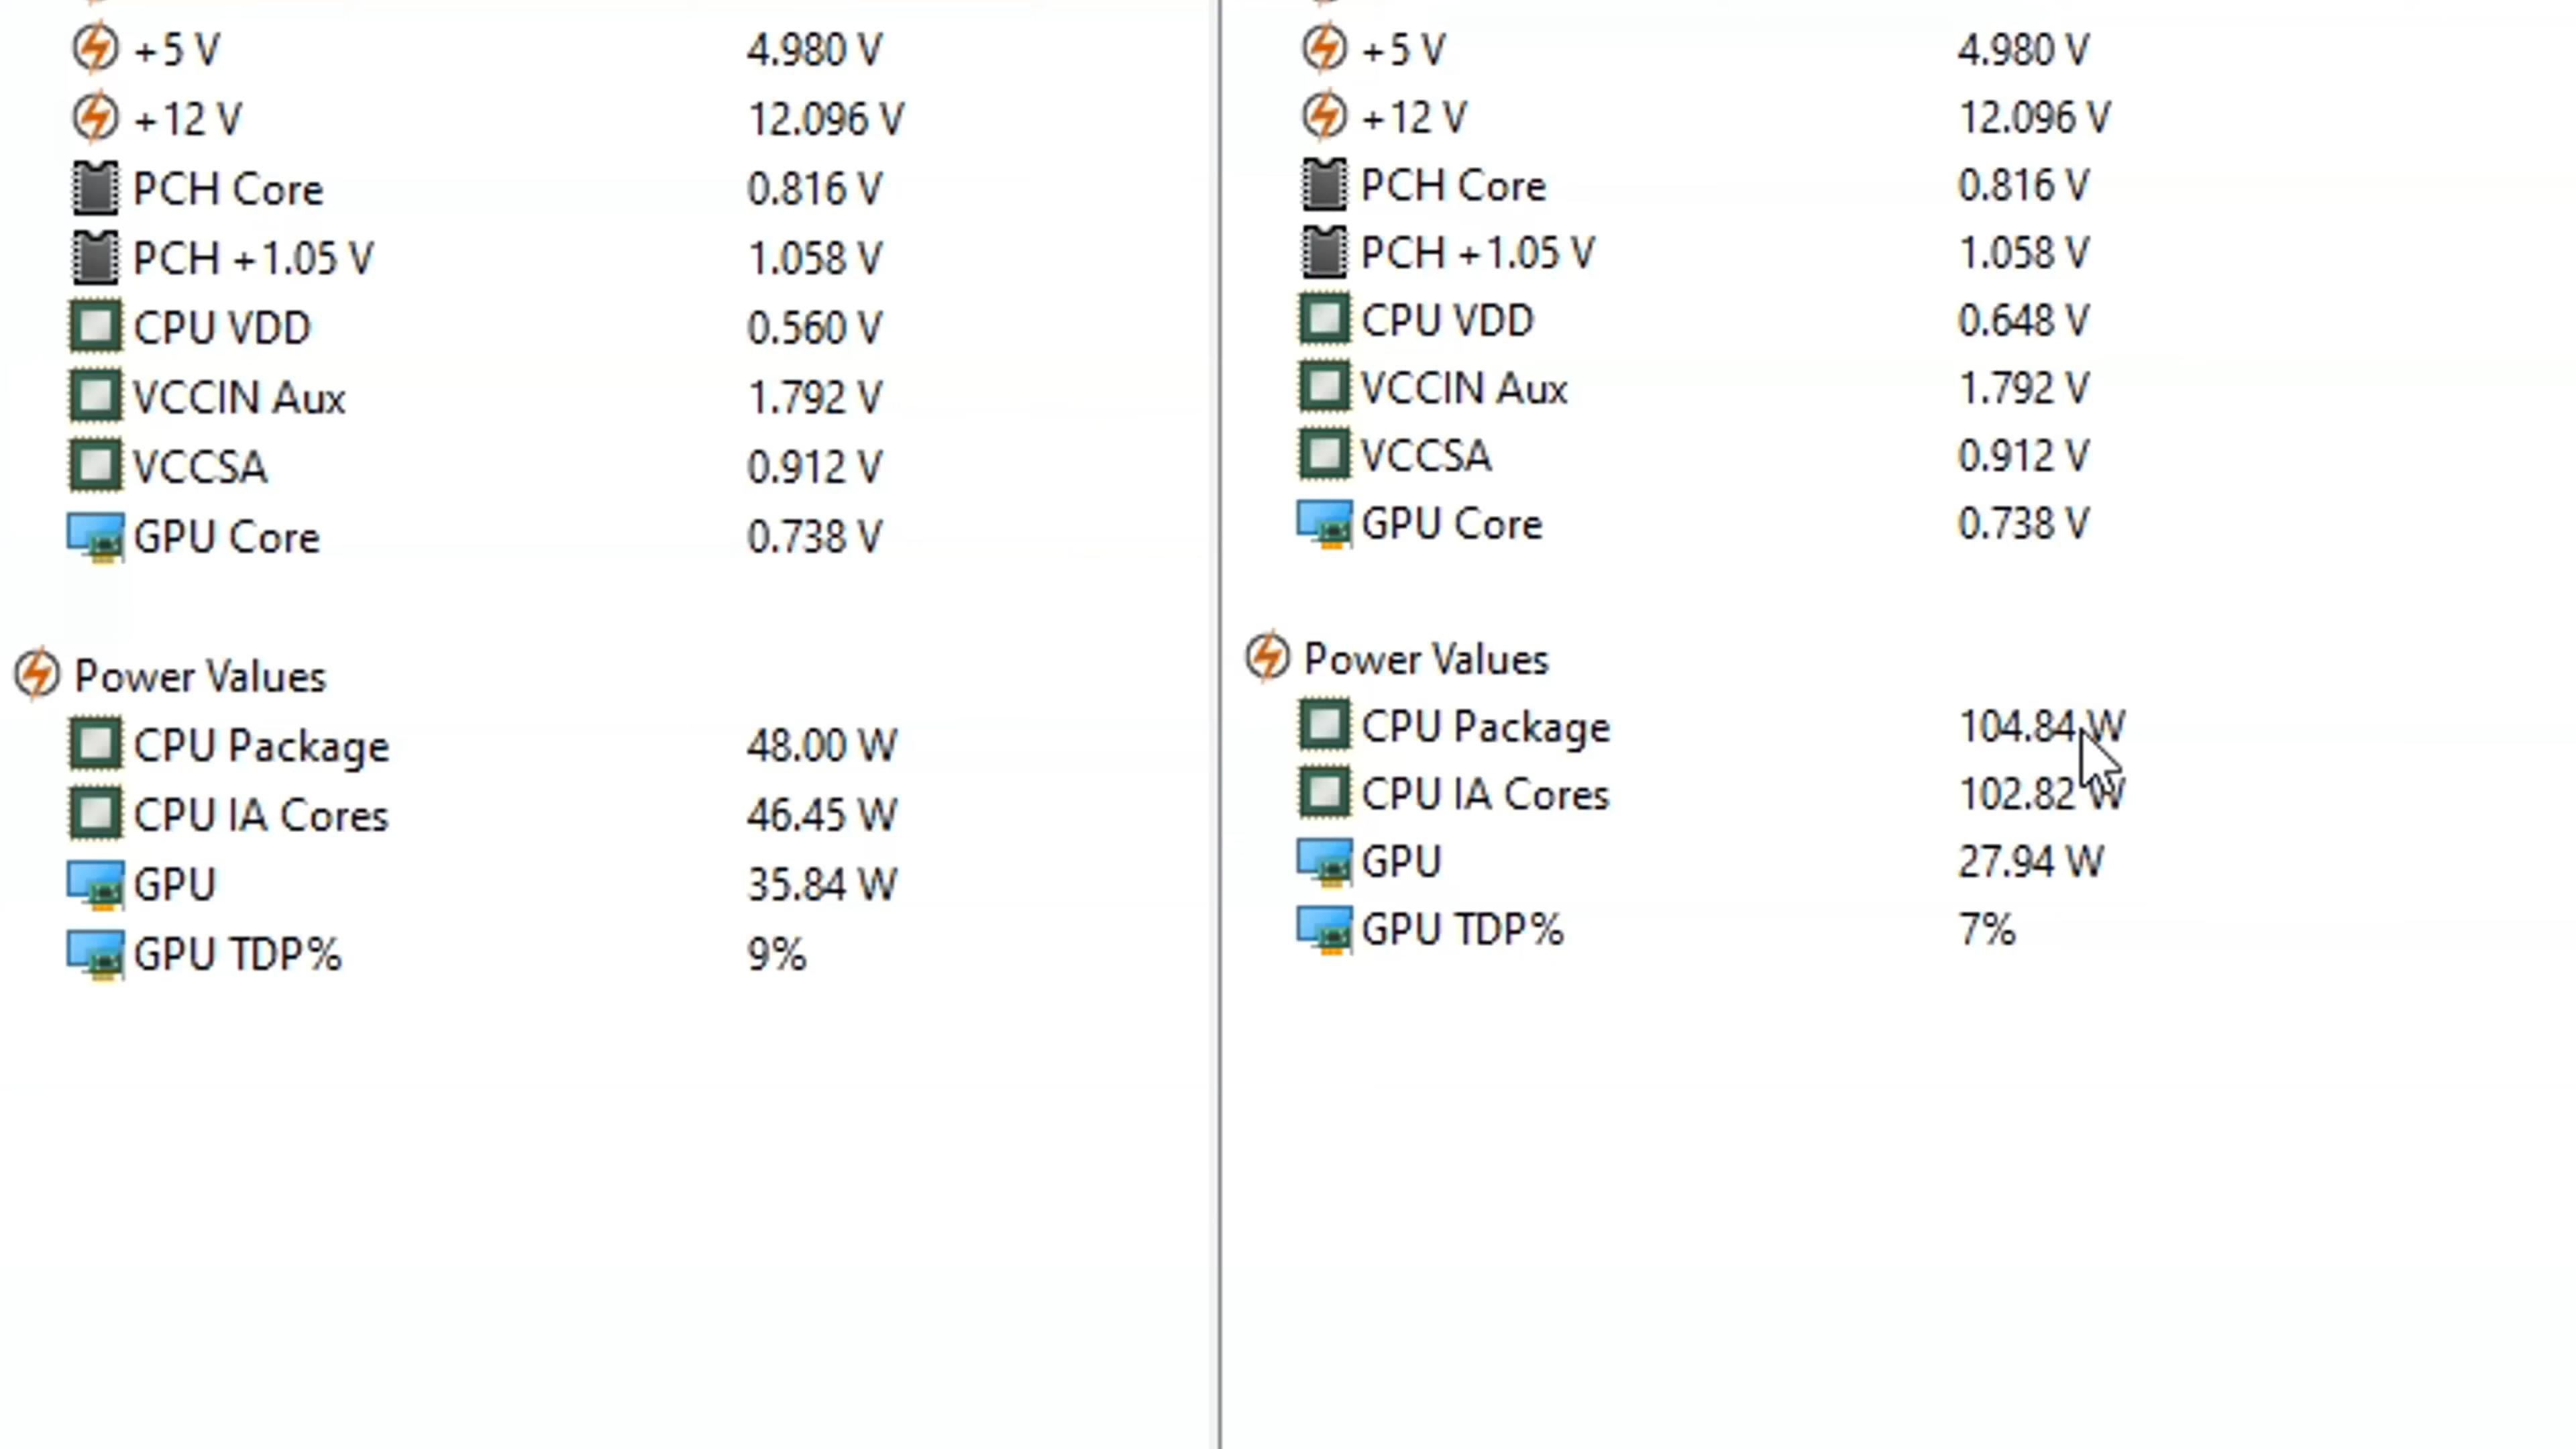 +5 V 4.980 V
+12 V 12.096 V
PCH Core 0.816 V
PCH +1.05 V 1.058 V
CPU VDD 0.560 V
VCCIN Aux 1.792 V
VCCSA 0.912 V
GPU Core 0.738 V
Power Values
CPU Package 48.00 W
CPU IA Cores 46.45 W
GPU 35.84 W
GPU TDP% 9%
+5 V 4.980 V
+12 V 12.096 V
PCH Core 0.816 V
PCH +1.05 V 1.058 V
CPU VDD 0.648 V
VCCIN Aux 1.792 V
VCCSA 0.912 V
GPU Core 0.738 V
Power Values
CPU Package 104.84 W
CPU IA Cores 102.82 W
GPU 27.94 W
GPU TDP% 7%